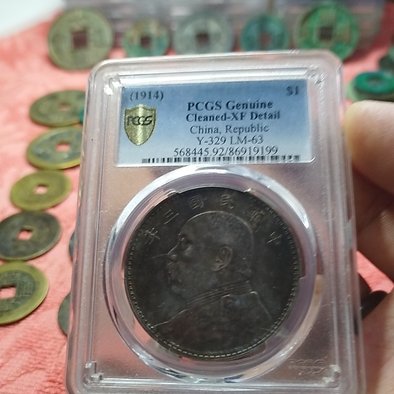 (1914) $1
PCGS Genuine
Cleaned-XF Detail
China, Republic
Y-329 LM-63
568445.92/86919199
PCGS
年三國民華中